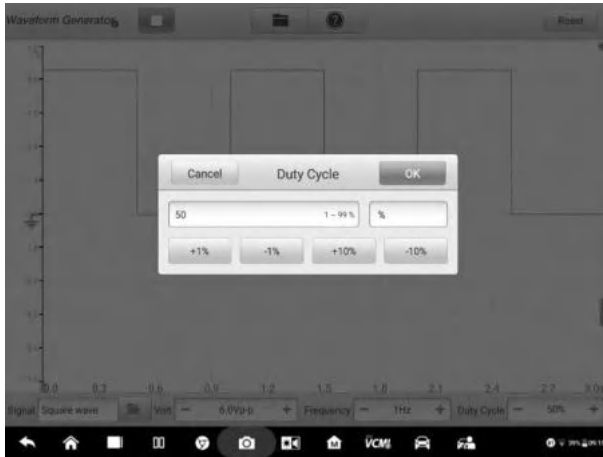 Waveform Generator
Reset
Cancel
Duty Cycle
OK
50
1 – 99 %
%
+1%
-1%
+10%
-10%
0.0 0.3 0.6 0.9 1.2 1.5 1.8 2.1 2.4 2.7 3.0
Signal Square wave Volt − 6.0Vp-p + Frequency − 1Hz + Duty Cycle − 50% +
VCMI